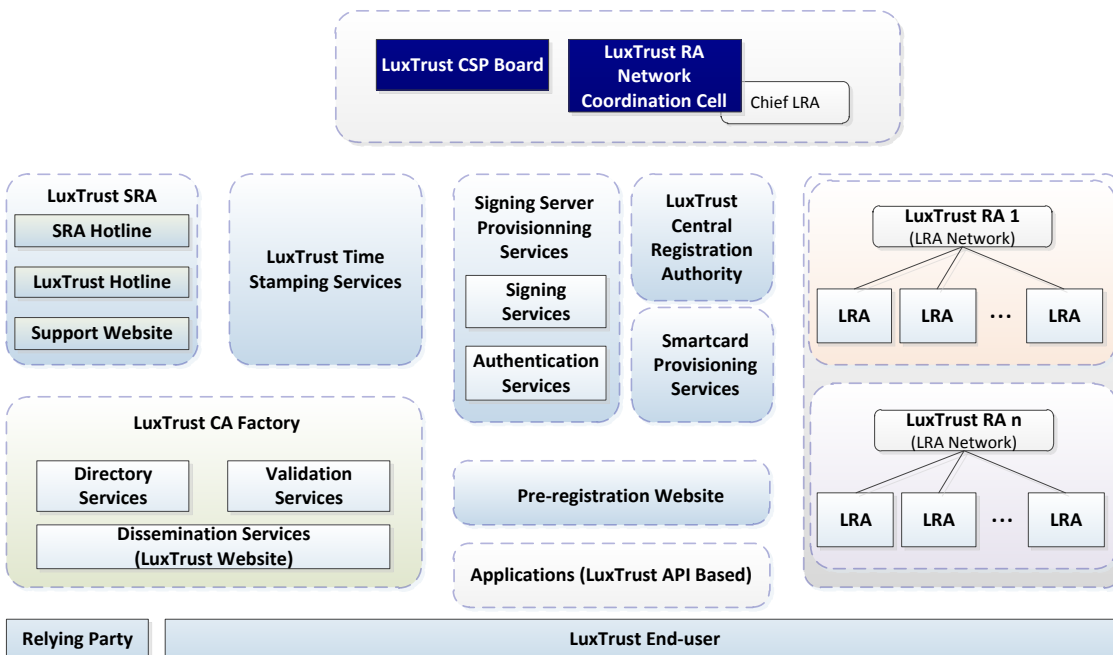 LuxTrust CSP Board
LuxTrust RA
Network
Coordination Cell
Chief LRA
LuxTrust SRA
SRA Hotline
LuxTrust Hotline
Support Website
LuxTrust Time
Stamping Services
Signing Server
Provisionning
Services
Signing
Services
Authentication
Services
LuxTrust
Central
Registration
Authority
Smartcard
Provisioning
Services
LuxTrust RA 1
(LRA Network)
LRA
LRA
...
LRA
LuxTrust RA n
(LRA Network)
LRA
LRA
...
LRA
LuxTrust CA Factory
Directory
Services
Validation
Services
Dissemination Services
(LuxTrust Website)
Pre-registration Website
Applications (LuxTrust API Based)
Relying Party
LuxTrust End-user